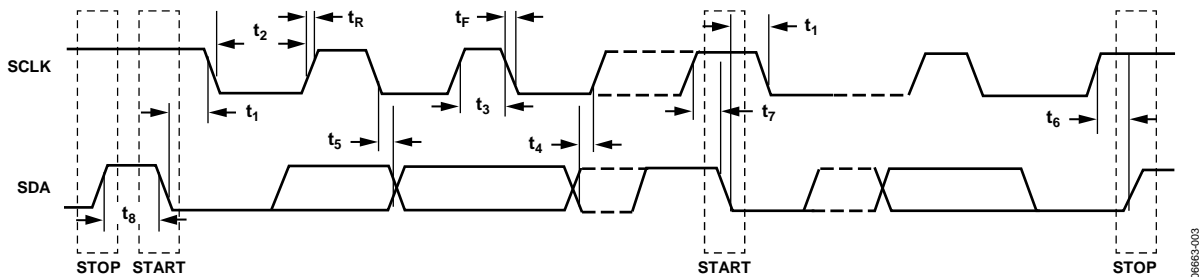 t2
tR
tF
t1
SCLK
t1
t3
t7
t6
t5
t4
SDA
t8
STOP
START
START
STOP
06663-003